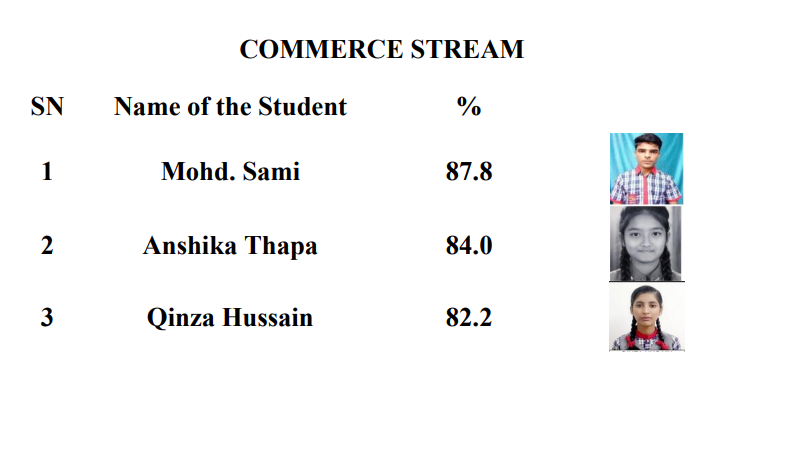 COMMERCE STREAM
SN Name of the Student %
1 Mohd. Sami 87.8
2 Anshika Thapa 84.0
3 Qinza Hussain 82.2